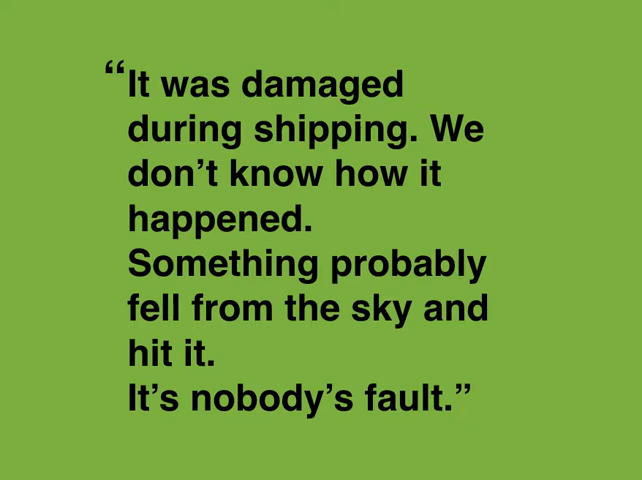 “It was damaged
during shipping. We
don’t know how it
happened.
Something probably
fell from the sky and
hit it.
It’s nobody’s fault.”